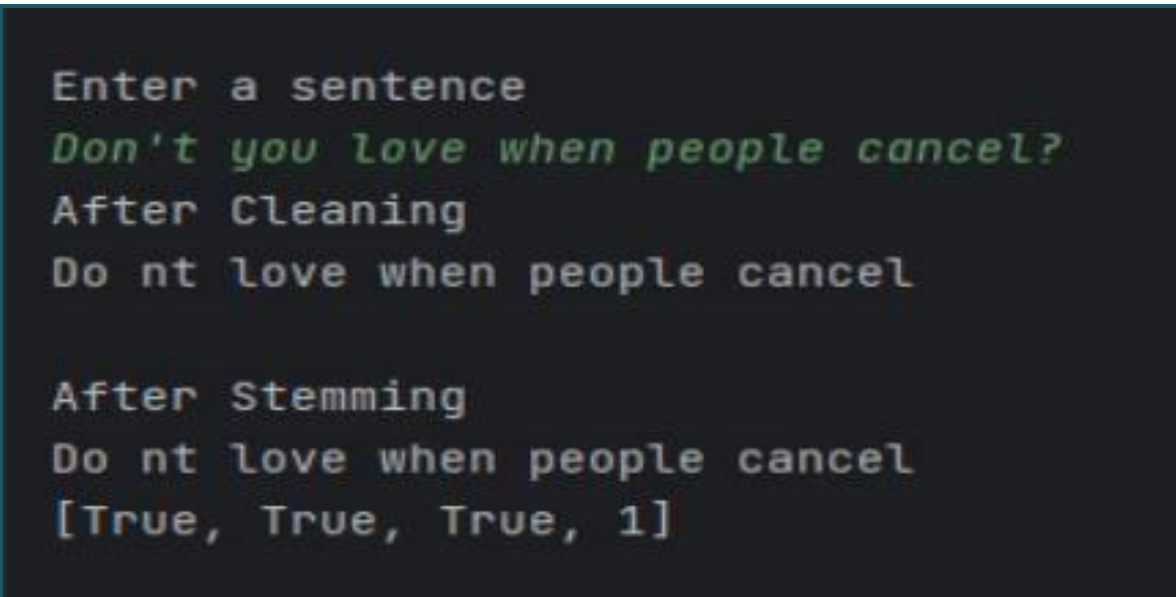 Enter a sentence
Don't you love when people cancel?
After Cleaning
Do nt love when people cancel
After Stemming
Do nt love when people cancel
[True, True, True, 1]